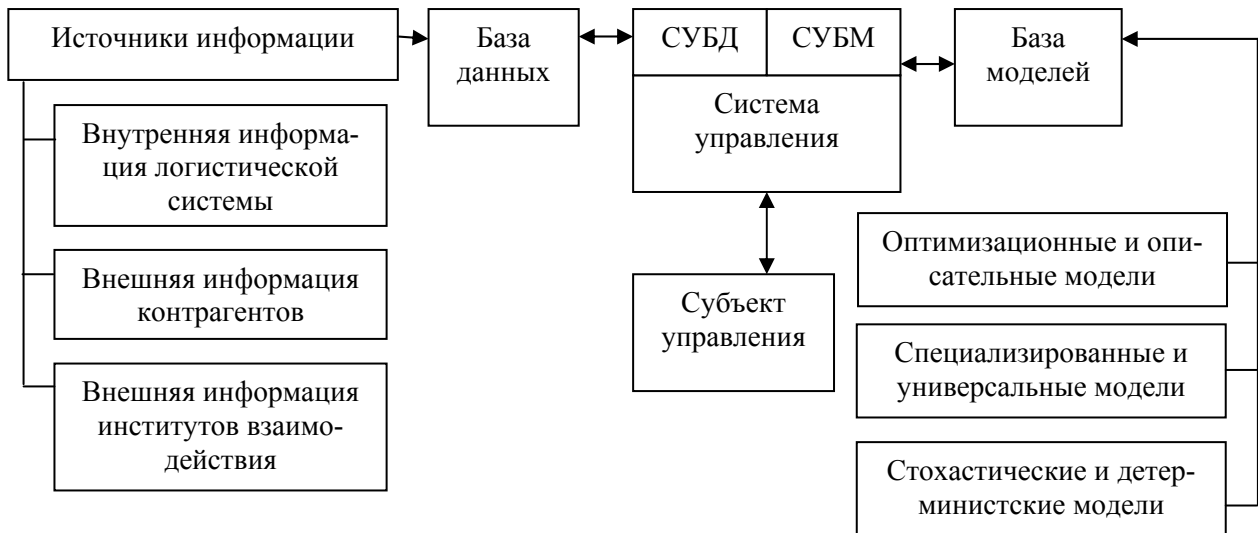 Источники информации
База
данных
СУБД
СУБМ
Система
управления
База
моделей
Внутренняя информа-
ция логистической
системы
Внешняя информация
контрагентов
Внешняя информация
институтов взаимо-
действия
Субъект
управления
Оптимизационные и опи-
сательные модели
Специализированные и
универсальные модели
Стохастические и детер-
министские модели